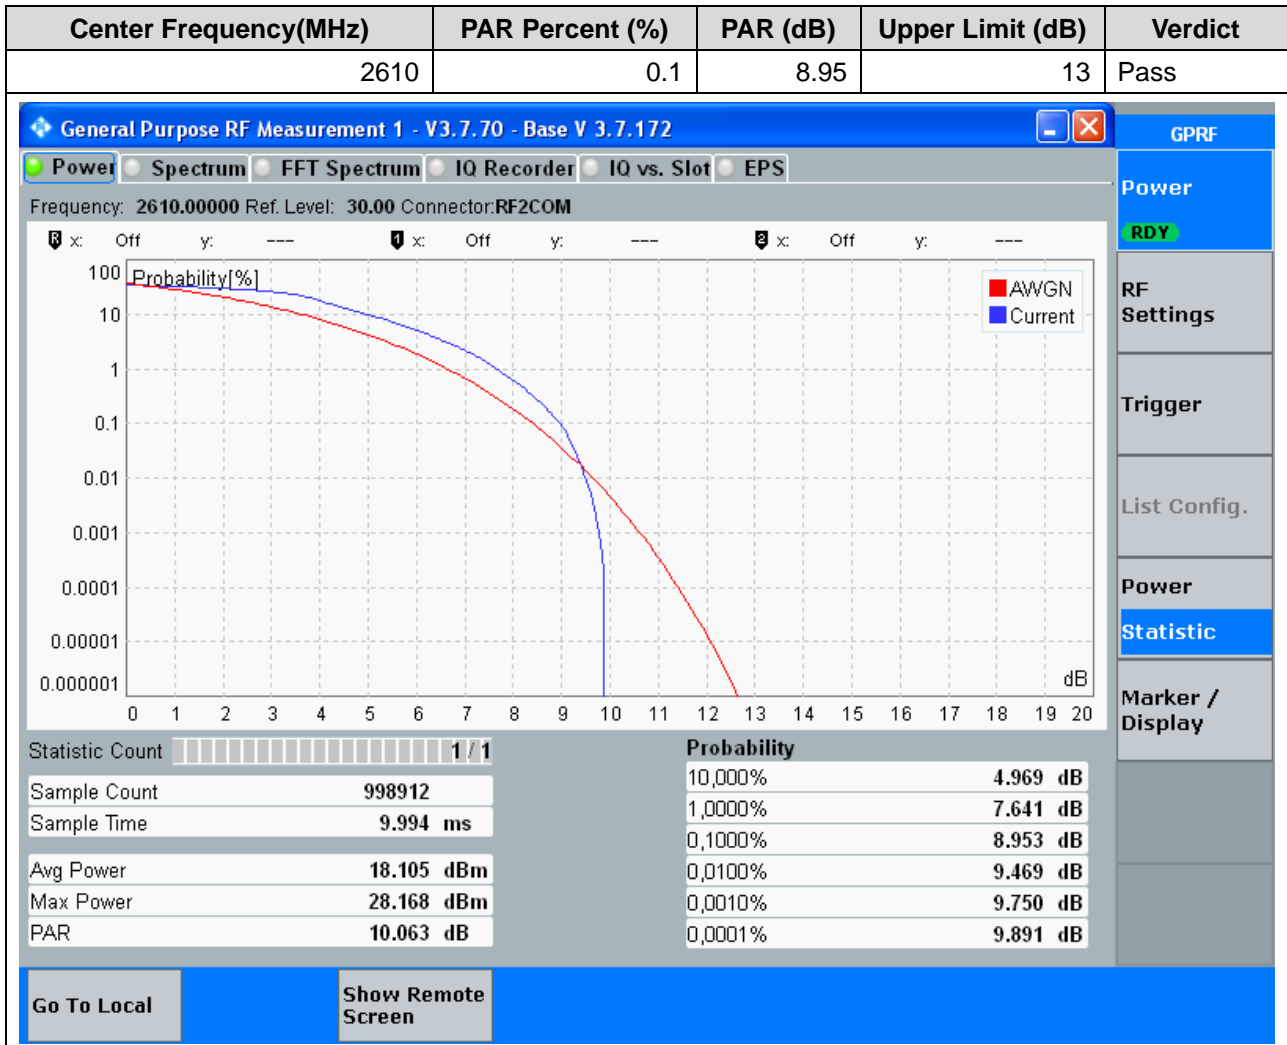 Center Frequency(MHz) PAR Percent (%) PAR (dB) Upper Limit (dB) Verdict
2610 0.1 8.95 13 Pass
General Purpose RF Measurement 1 - V3.7.70 - Base V 3.7.172
GPRF
Power Spectrum FFT Spectrum IQ Recorder IQ vs. Slot EPS
Power
RDY
Frequency: 2610.00000 Ref. Level: 30.00 Connector:RF2COM
R x: Off y: --- 1 x: Off y: --- 2 x: Off y: ---
Probability[%]
AWGN
Current
100
10
1
0.1
0.01
0.001
0.0001
0.00001
0.000001
dB
0 1 2 3 4 5 6 7 8 9 10 11 12 13 14 15 16 17 18 19 20
RF
Settings
Trigger
List Config.
Power
Statistic
Marker /
Display
Statistic Count 1 / 1
Sample Count 998912
Sample Time 9.994 ms
Avg Power 18.105 dBm
Max Power 28.168 dBm
PAR 10.063 dB
Probability
10,000% 4.969 dB
1,0000% 7.641 dB
0,1000% 8.953 dB
0,0100% 9.469 dB
0,0010% 9.750 dB
0,0001% 9.891 dB
Go To Local
Show Remote
Screen